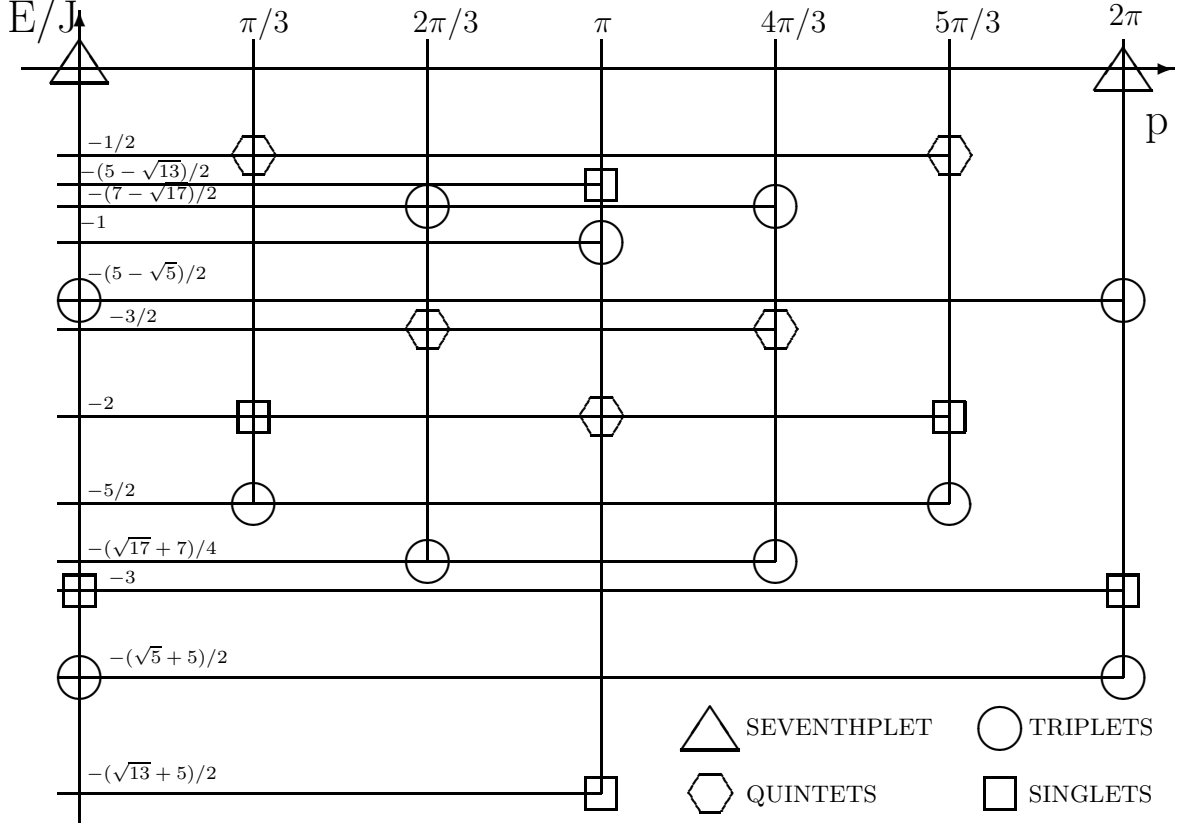 E/J
π/3 2π/3 π 4π/3 5π/3 2π
p
−1/2
−(5 − √13)/2
−(7 − √17)/2
−1
−(5 − √5)/2
−3/2
−2
−5/2
−(√17 + 7)/4
−3
−(√5 + 5)/2
−(√13 + 5)/2
SEVENTHPLET TRIPLETS
QUINTETS SINGLETS